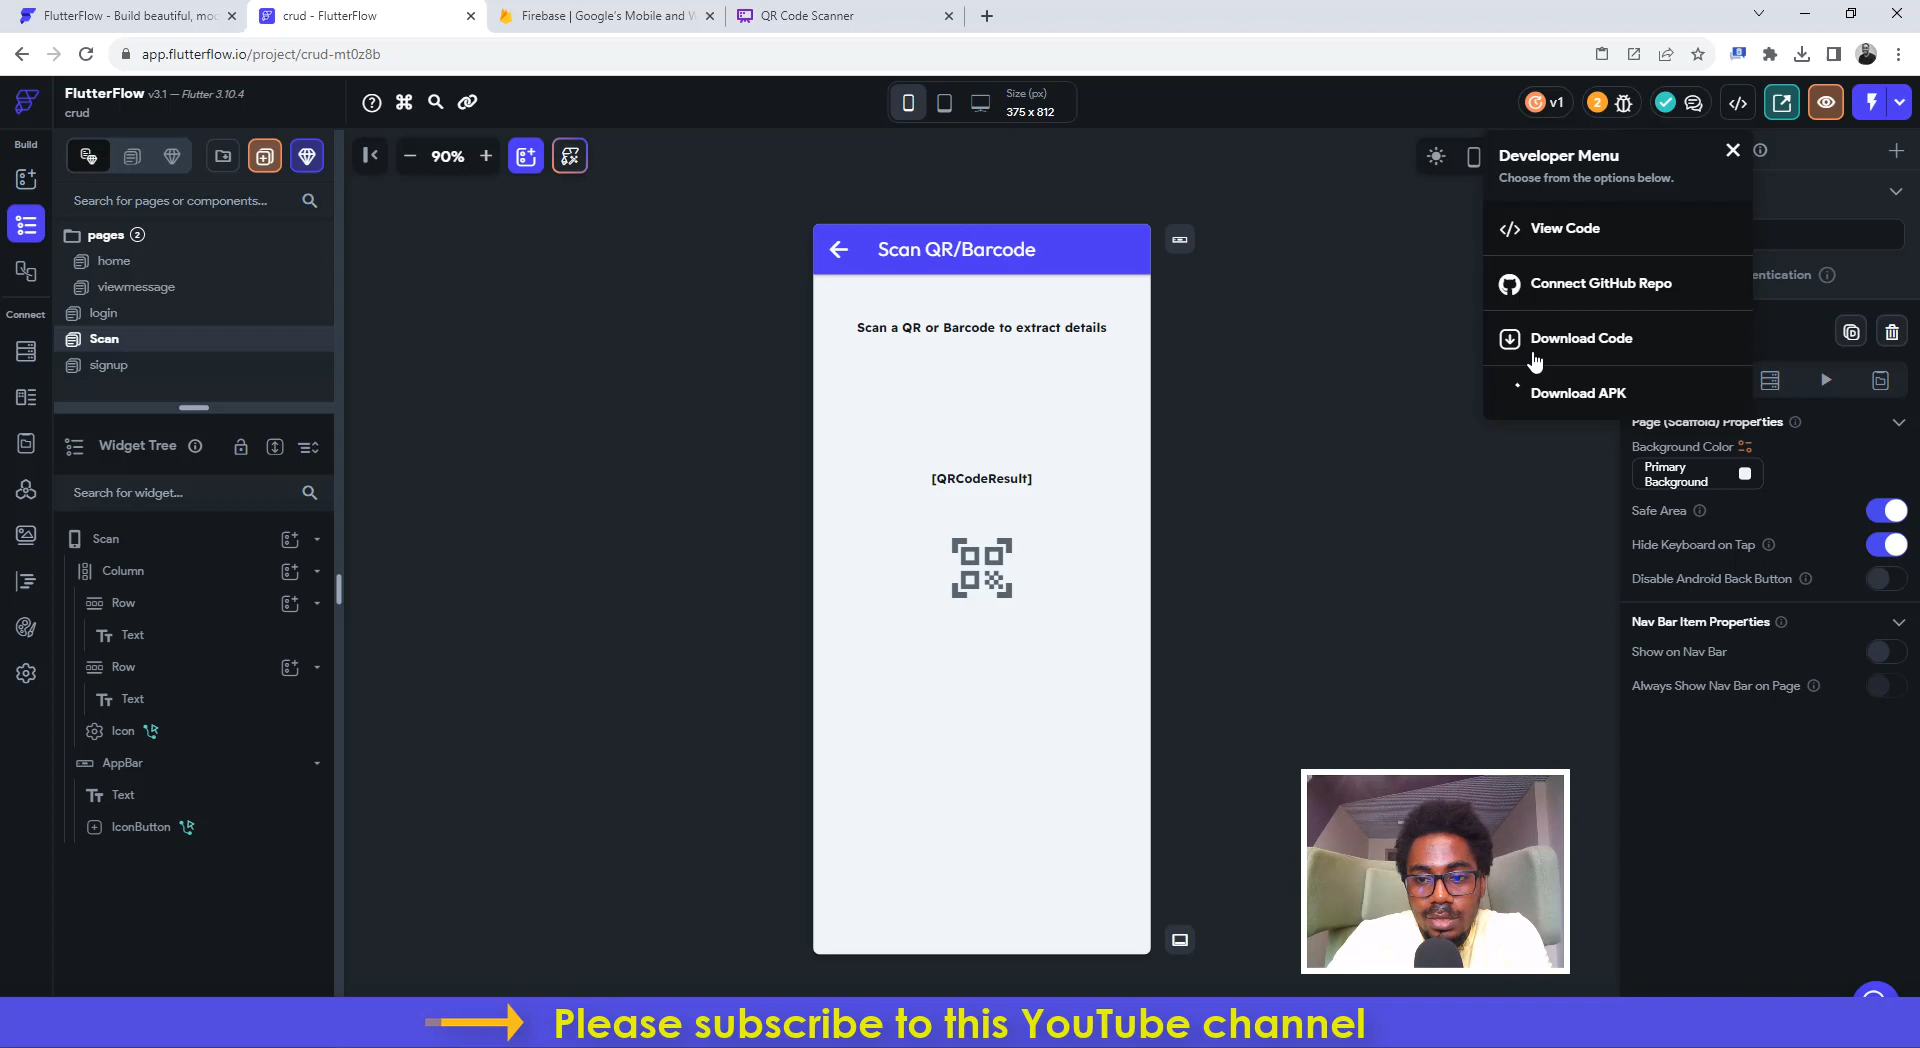 FlutterFlow - Build beautiful, mo
crud - FlutterFlow
Firebase | Google's Mobile and W
QR Code Scanner
app.flutterflow.io/project/crud-mt0z8b
FlutterFlow v3.1 — Flutter 3.10.4
crud
Size (px)
375 x 812
v1
2
Build
90%
Developer Menu
Choose from the options below.
Search for pages or components...
pages 2
home
viewmessage
Connect
login
Scan
signup
View Code
Connect GitHub Repo
entication
Download Code
Download APK
Scan QR/Barcode
Scan a QR or Barcode to extract details
[QRCodeResult]
Widget Tree
Search for widget...
Scan
Column
Row
Text
Row
Text
Icon
AppBar
Text
IconButton
Page (Scaffold) Properties
Background Color
Primary
Background
Safe Area
Hide Keyboard on Tap
Disable Android Back Button
Nav Bar Item Properties
Show on Nav Bar
Always Show Nav Bar on Page
Please subscribe to this YouTube channel